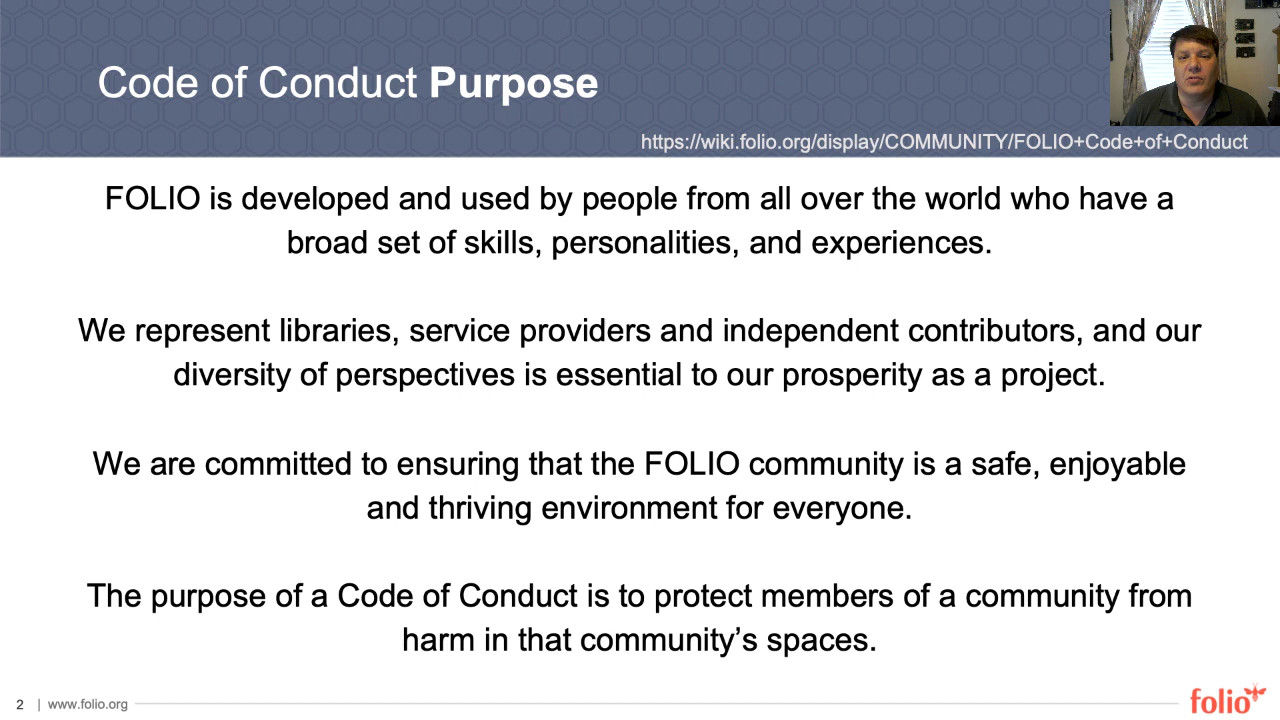 Code of Conduct Purpose
https://wiki.folio.org/display/COMMUNITY/FOLIO+Code+of+Conduct
FOLIO is developed and used by people from all over the world who have a
broad set of skills, personalities, and experiences.
We represent libraries, service providers and independent contributors, and our
diversity of perspectives is essential to our prosperity as a project.
We are committed to ensuring that the FOLIO community is a safe, enjoyable
and thriving environment for everyone.
The purpose of a Code of Conduct is to protect members of a community from
harm in that community’s spaces.
2 | www.folio.org
folio